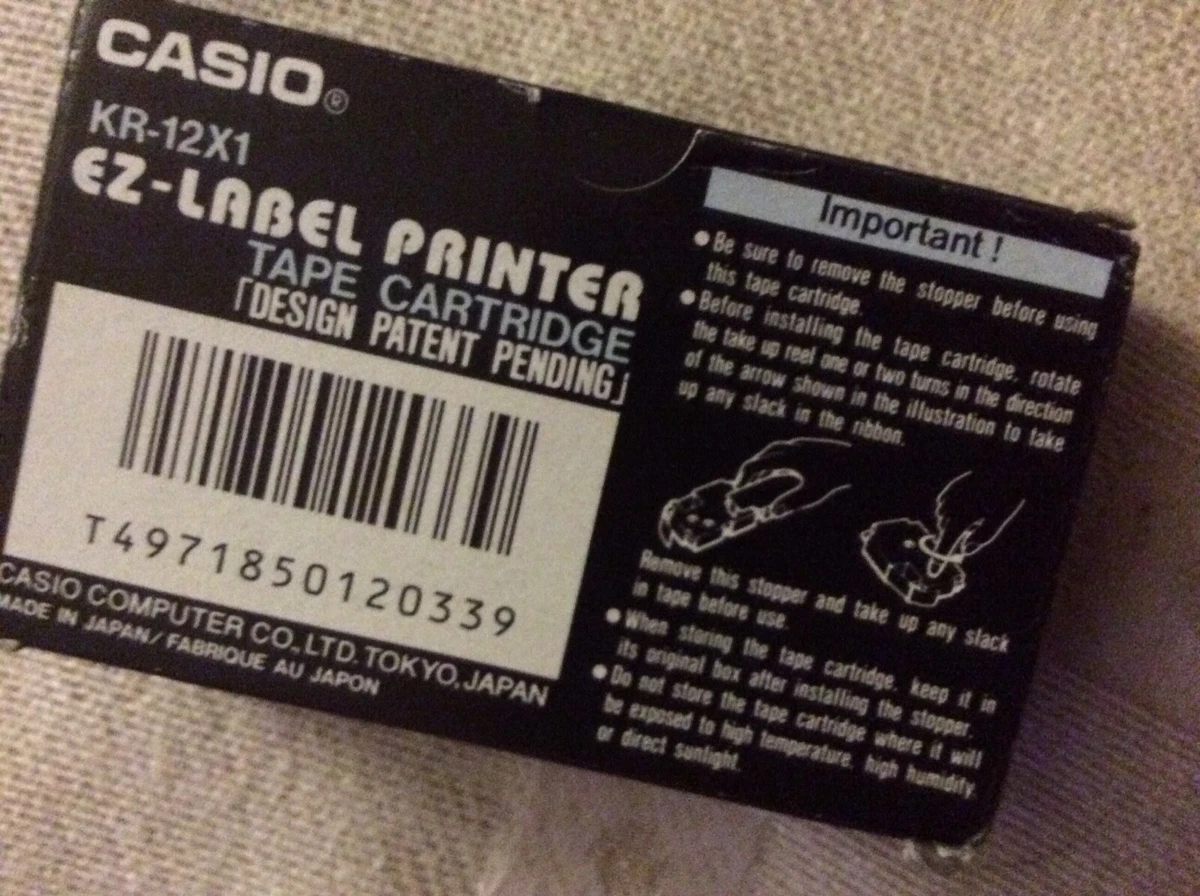 CASIO®
KR-12X1
EZ-LABEL PRINTER
TAPE CARTRIDGE
「DESIGN PATENT PENDING」
T4971850120339
CASIO COMPUTER CO., LTD. TOKYO, JAPAN
MADE IN JAPAN / FABRIQUE AU JAPON
Important !
●Be sure to remove the stopper before using
this tape cartridge.
●Before installing the tape cartridge, rotate
the take up reel one or two turns in the direction
of the arrow shown in the illustration to take
up any slack in the ribbon.
Remove this stopper and take up any slack
in tape before use.
●When storing the tape cartridge, keep it in
its original box after installing the stopper.
●Do not store the tape cartridge where it will
be exposed to high temperature, high humidity
or direct sunlight.